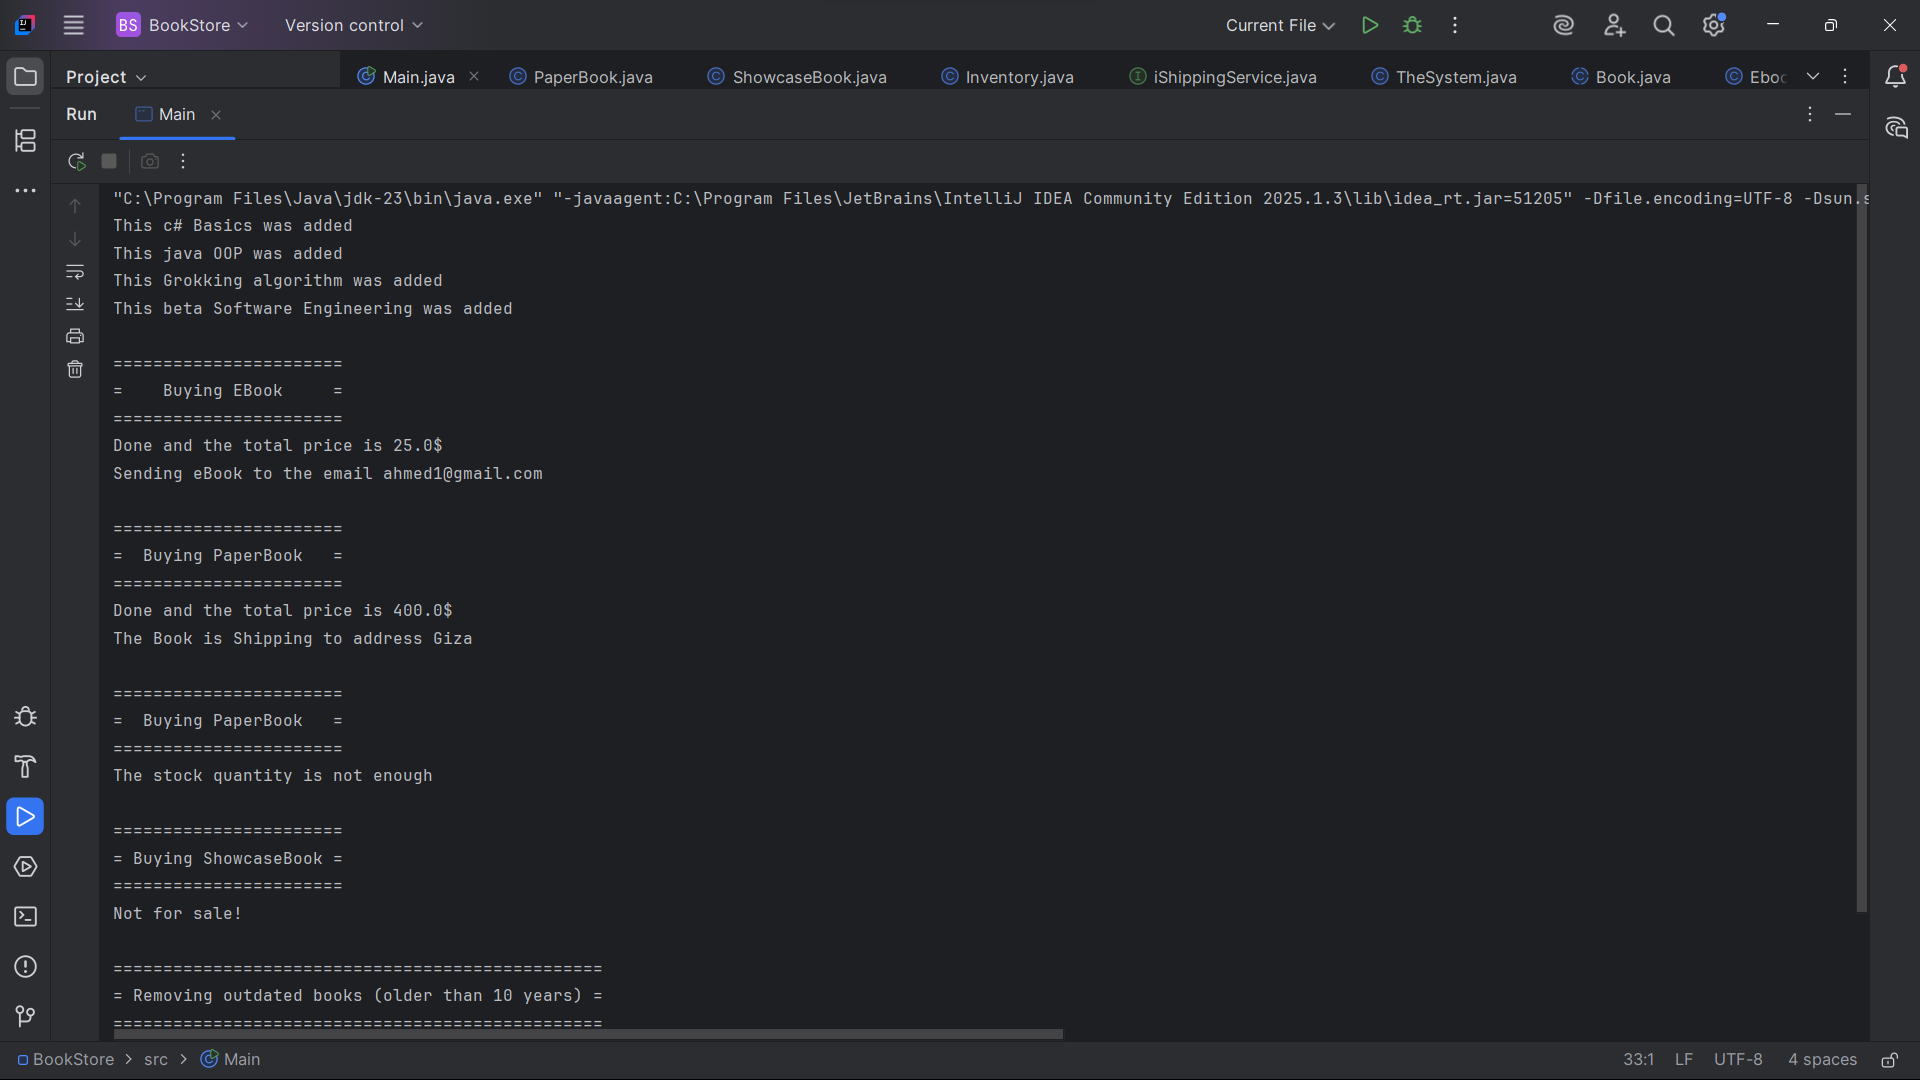 BS BookStore Version control Current File
Project Main.java PaperBook.java ShowcaseBook.java Inventory.java iShippingService.java TheSystem.java Book.java Eboo
Run Main
"C:\Program Files\Java\jdk-23\bin\java.exe" "-javaagent:C:\Program Files\JetBrains\IntelliJ IDEA Community Edition 2025.1.3\lib\idea_rt.jar=51205" -Dfile.encoding=UTF-8 -Dsun.s
This c# Basics was added
This java OOP was added
This Grokking algorithm was added
This beta Software Engineering was added
=======================
=    Buying EBook     =
=======================
Done and the total price is 25.0$
Sending eBook to the email ahmed1@gmail.com
=======================
=  Buying PaperBook   =
=======================
Done and the total price is 400.0$
The Book is Shipping to address Giza
=======================
=  Buying PaperBook   =
=======================
The stock quantity is not enough
=======================
= Buying ShowcaseBook =
=======================
Not for sale!
=================================================
= Removing outdated books (older than 10 years) =
=================================================
BookStore > src > Main 33:1 LF UTF-8 4 spaces